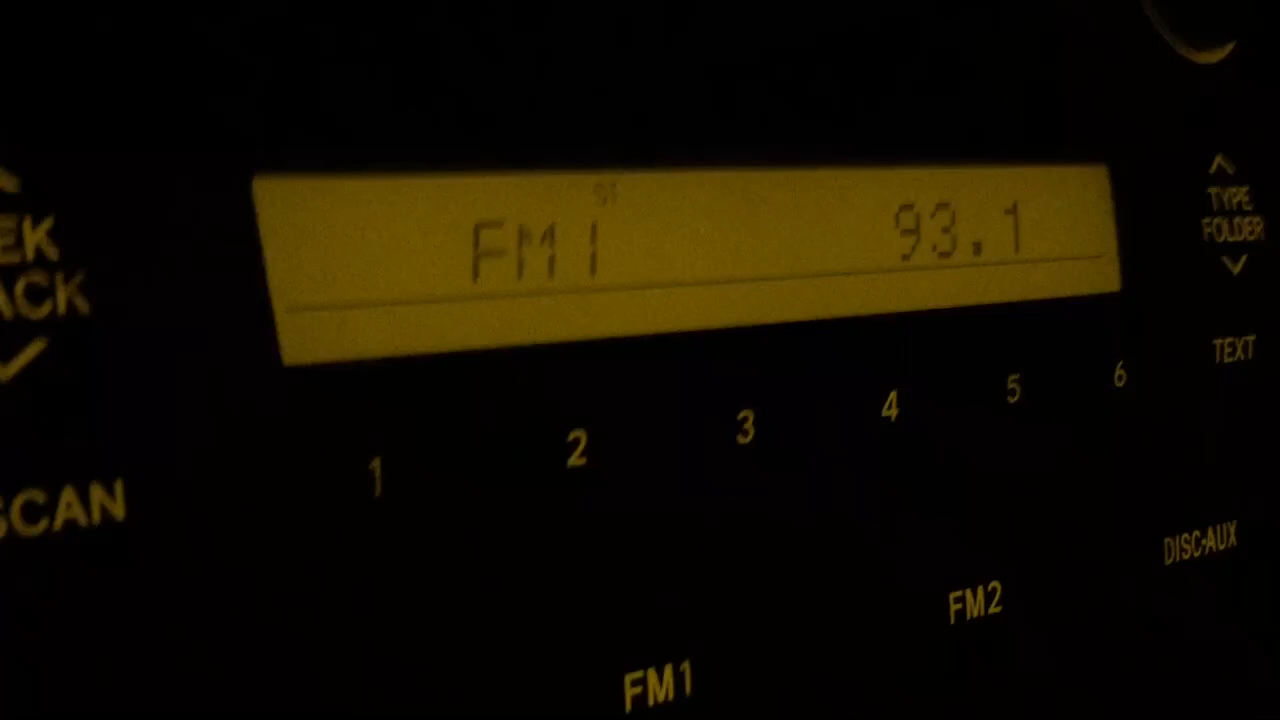 ST
FM1 93.1
EK
ACK
TYPE
FOLDER
TEXT
1 2 3 4 5 6
SCAN
DISC·AUX
FM2
FM1